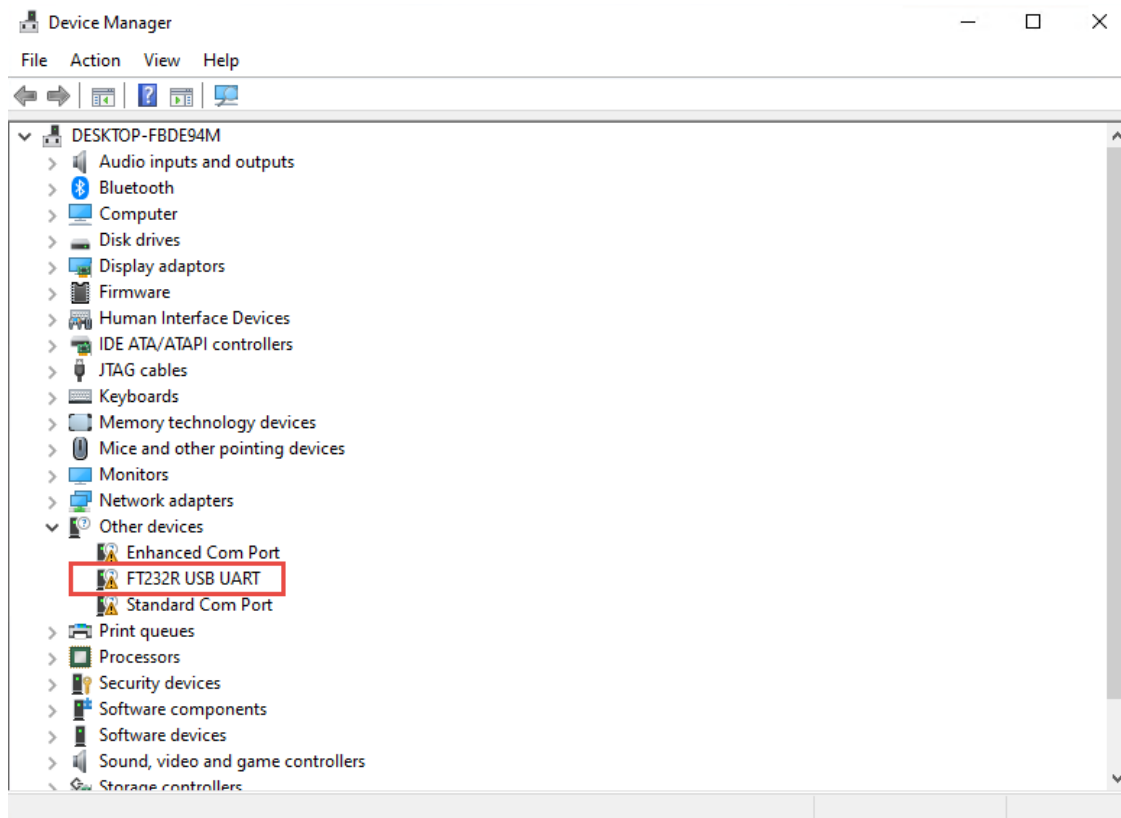 Device Manager
File Action View Help
DESKTOP-FBDE94M
Audio inputs and outputs
Bluetooth
Computer
Disk drives
Display adaptors
Firmware
Human Interface Devices
IDE ATA/ATAPI controllers
JTAG cables
Keyboards
Memory technology devices
Mice and other pointing devices
Monitors
Network adapters
Other devices
Enhanced Com Port
FT232R USB UART
Standard Com Port
Print queues
Processors
Security devices
Software components
Software devices
Sound, video and game controllers
Storage controllers